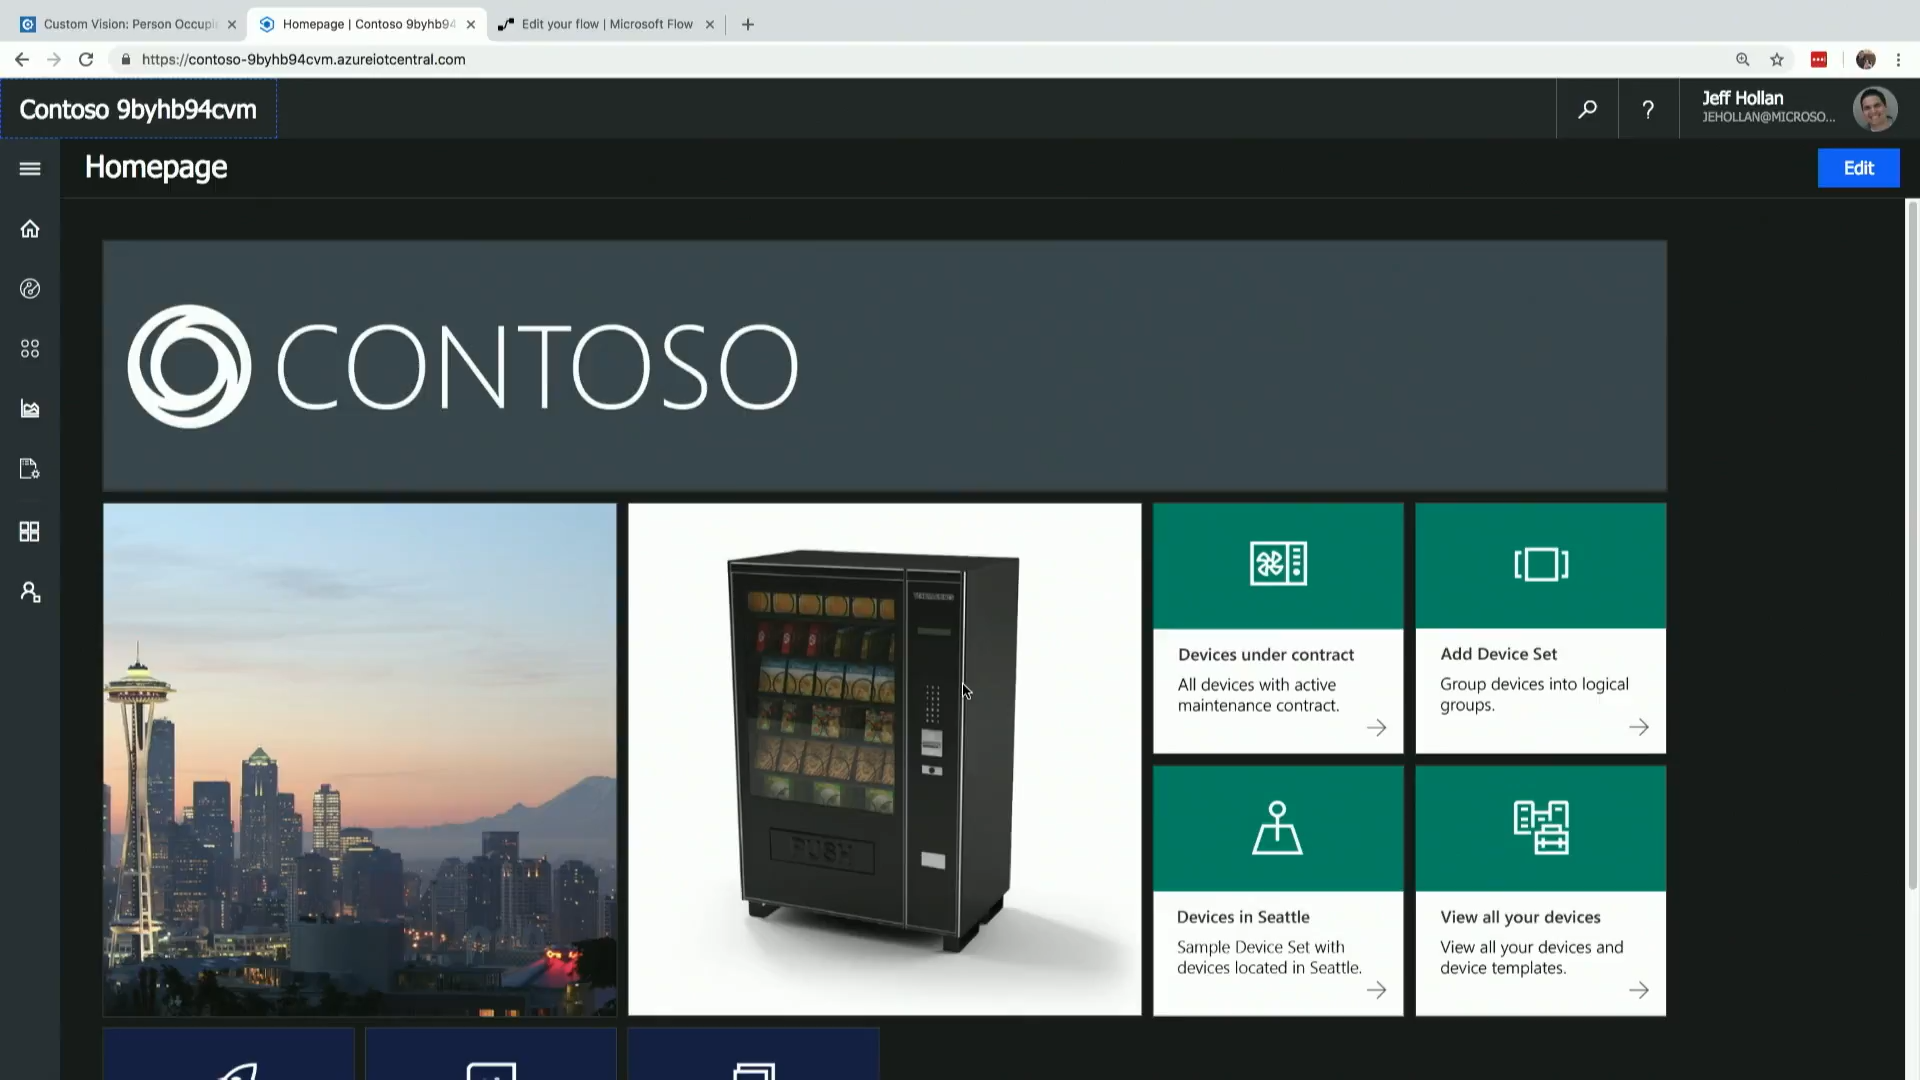 Custom Vision: Person Occup
Homepage | Contoso 9byhb94
Edit your flow | Microsoft Flow
https://contoso-9byhb94cvm.azureiotcentral.com
Contoso 9byhb94cvm
?
Jeff Hollan
JEHOLLAN@MICROSO...
Homepage
Edit
CONTOSO
PUSH
Devices under contract
All devices with active
maintenance contract.
Add Device Set
Group devices into logical
groups.
Devices in Seattle
Sample Device Set with
devices located in Seattle.
View all your devices
View all your devices and
device templates.